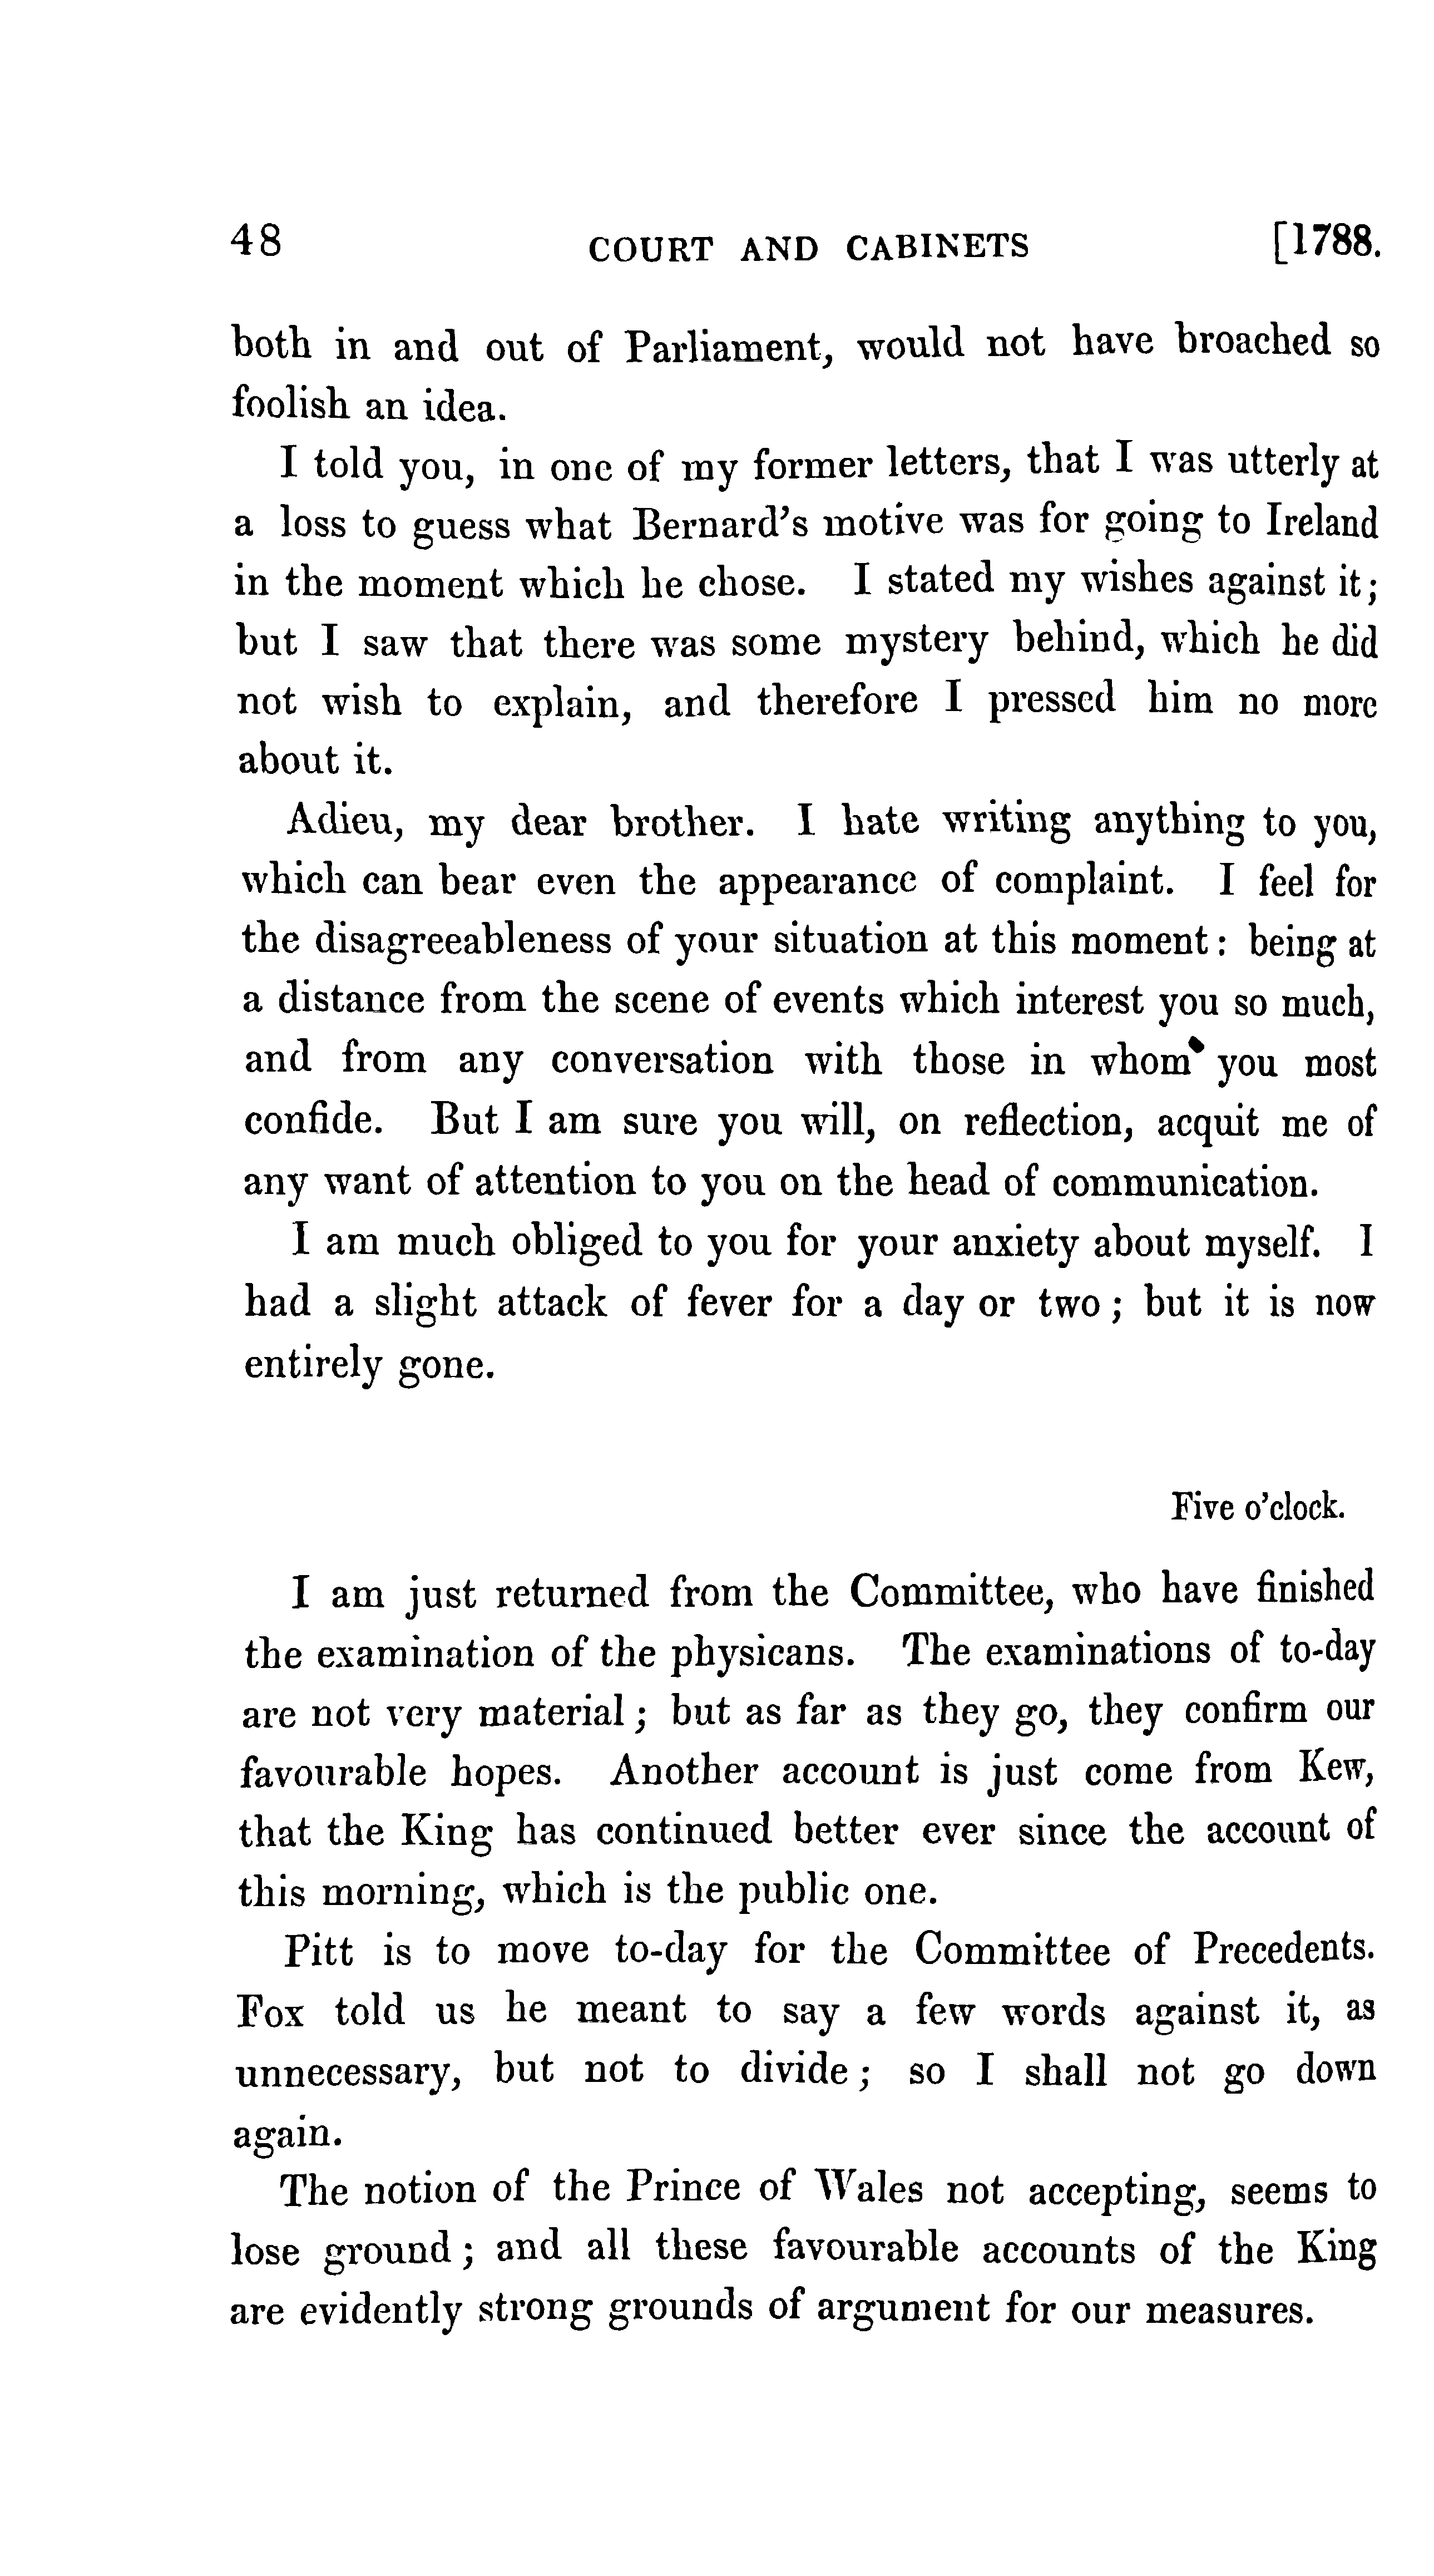 48 COURT AND CABINETS [1788.
both in and out of Parliament, would not have broached so
foolish an idea.
I told you, in one of my former letters, that I was utterly at
a loss to guess what Bernard's motive was for going to Ireland
in the moment which he chose. I stated my wishes against it;
but I saw that there was some mystery behind, which he did
not wish to explain, and therefore I pressed him no more
about it.
Adieu, my dear brother. I hate writing anything to you,
which can bear even the appearance of complaint. I feel for
the disagreeableness of your situation at this moment: being at
a distance from the scene of events which interest you so much,
and from any conversation with those in whom you most
confide. But I am sure you will, on reflection, acquit me of
any want of attention to you on the head of communication.
I am much obliged to you for your anxiety about myself. I
had a slight attack of fever for a day or two; but it is now
entirely gone.
Five o'clock.
I am just returned from the Committee, who have finished
the examination of the physicans. The examinations of to-day
are not very material; but as far as they go, they confirm our
favourable hopes. Another account is just come from Kew,
that the King has continued better ever since the account of
this morning, which is the public one.
Pitt is to move to-day for the Committee of Precedents.
Fox told us he meant to say a few words against it, as
unnecessary, but not to divide; so I shall not go down
again.
The notion of the Prince of Wales not accepting, seems to
lose ground; and all these favourable accounts of the King
are evidently strong grounds of argument for our measures.